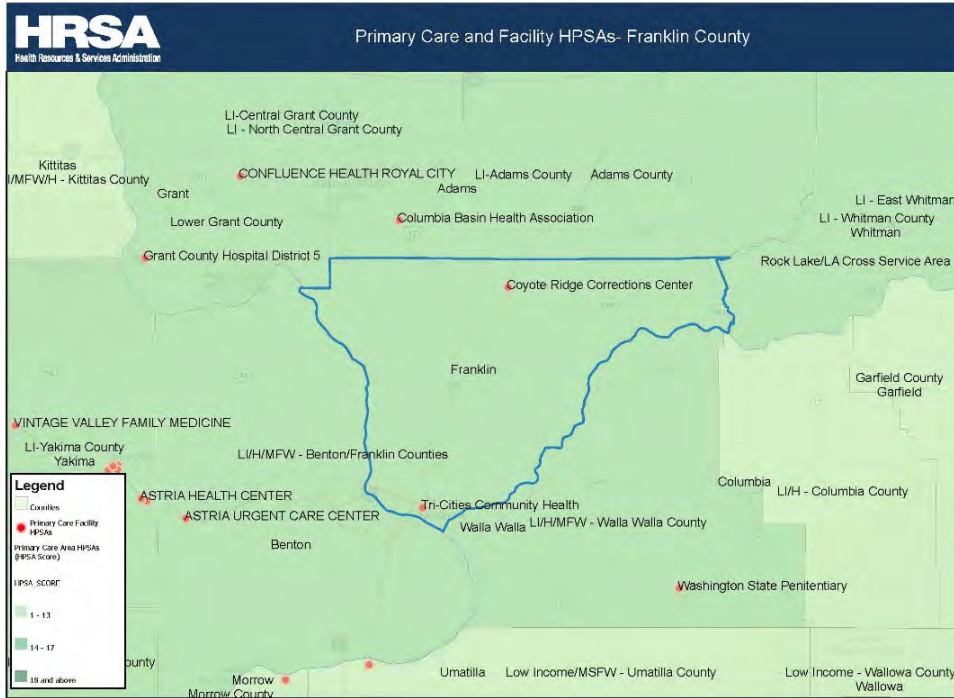 HRSA
Health Resources & Services Administration
Primary Care and Facility HPSAs- Franklin County
LI-Central Grant County
LI - North Central Grant County
Kittitas
I/MFW/H - Kittitas County
CONFLUENCE HEALTH ROYAL CITY
LI-Adams County
Adams County
Adams
Grant
LI - East Whitman
Lower Grant County
Columbia Basin Health Association
LI - Whitman County
Whitman
Grant County Hospital District 5
Rock Lake/LA Cross Service Area
Coyote Ridge Corrections Center
Franklin
Garfield County
Garfield
VINTAGE VALLEY FAMILY MEDICINE
LI-Yakima County
Yakima
LI/H/MFW - Benton/Franklin Counties
Columbia
LI/H - Columbia County
ASTRIA HEALTH CENTER
Tri-Cities Community Health
ASTRIA URGENT CARE CENTER
Walla Walla
LI/H/MFW - Walla Walla County
Benton
Washington State Penitentiary
Legend
Counties
Primary Care Facility
HPSAs
Primary Care Area HPSAs
(HPSA Score)
HPSA_SCORE
1 - 13
14 - 17
18 and above
ounty
Morrow
Morrow County
Umatilla
Low Income/MSFW - Umatilla County
Low Income - Wallowa County
Wallowa